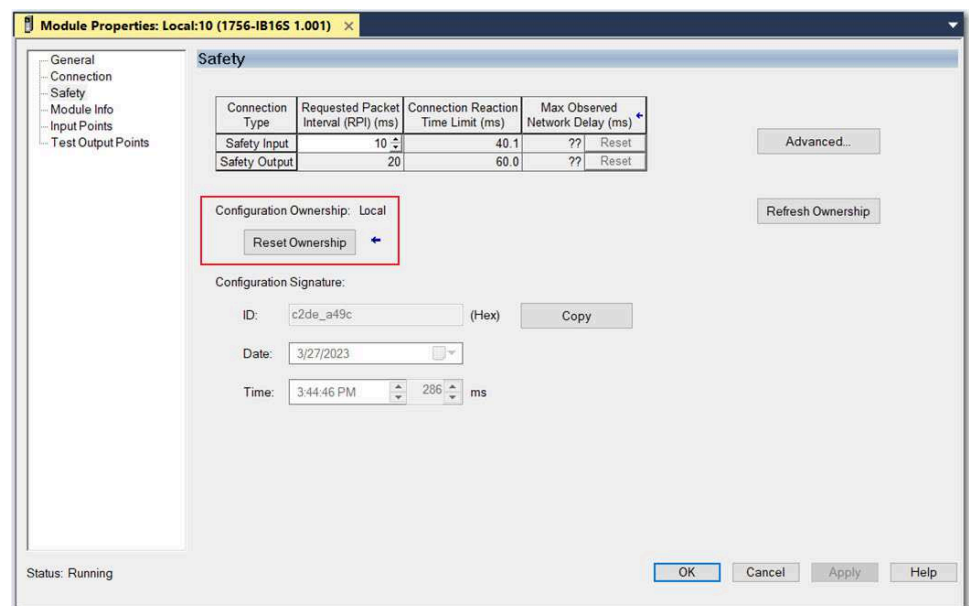 Module Properties: Local:10 (1756-IB16S 1.001) ×
General
Connection
Safety
Module Info
Input Points
Test Output Points
Safety
Connection Type Requested Packet Interval (RPI) (ms) Connection Reaction Time Limit (ms) Max Observed Network Delay (ms)
Safety Input 10 40.1 ?? Reset
Safety Output 20 60.0 ?? Reset
Advanced...
Configuration Ownership: Local
Refresh Ownership
Reset Ownership
Configuration Signature:
ID: c2de_a49c (Hex) Copy
Date: 3/27/2023
Time: 3:44:46 PM 286 ms
Status: Running
OK Cancel Apply Help